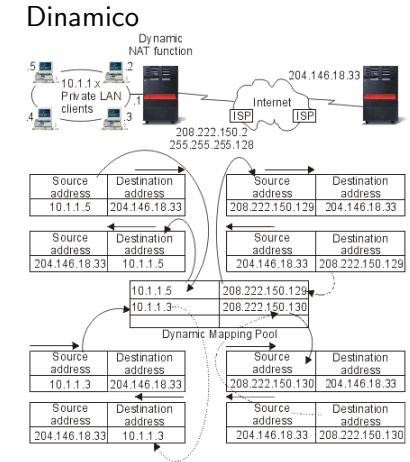 Dinamico
Dynamic
NAT function
.5
.2
10.1.1.x
Private LAN
clients
.1
.4
.3
204.146.18.33
Internet
ISP
ISP
208.222.150.2
255.255.255.128
Source address
Destination address
10.1.1.5
204.146.18.33
Source address
Destination address
208.222.150.129
204.146.18.33
Source address
Destination address
204.146.18.33
10.1.1.5
Source address
Destination address
204.146.18.33
208.222.150.129
10.1.1.5
208.222.150.129
10.1.1.3
208.222.150.130
Dynamic Mapping Pool
Source address
Destination address
10.1.1.3
204.146.18.33
Source address
Destination address
208.222.150.130
204.146.18.33
Source address
Destination address
204.146.18.33
10.1.1.3
Source address
Destination address
204.146.18.33
208.222.150.130